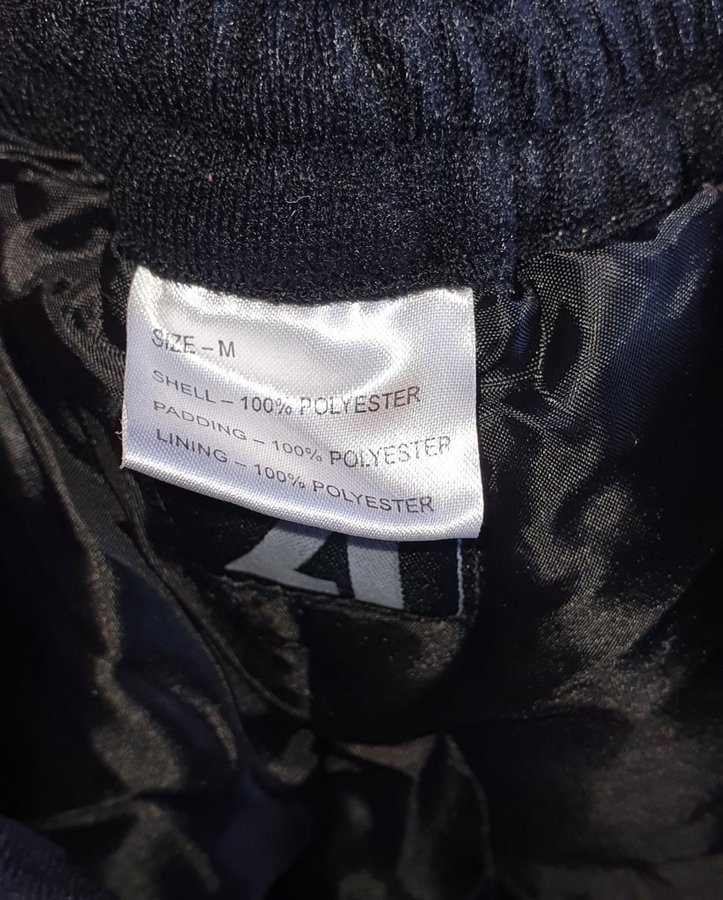 SIZE – M
SHELL – 100% POLYESTER
PADDING – 100% POLYESTER
LINING – 100% POLYESTER